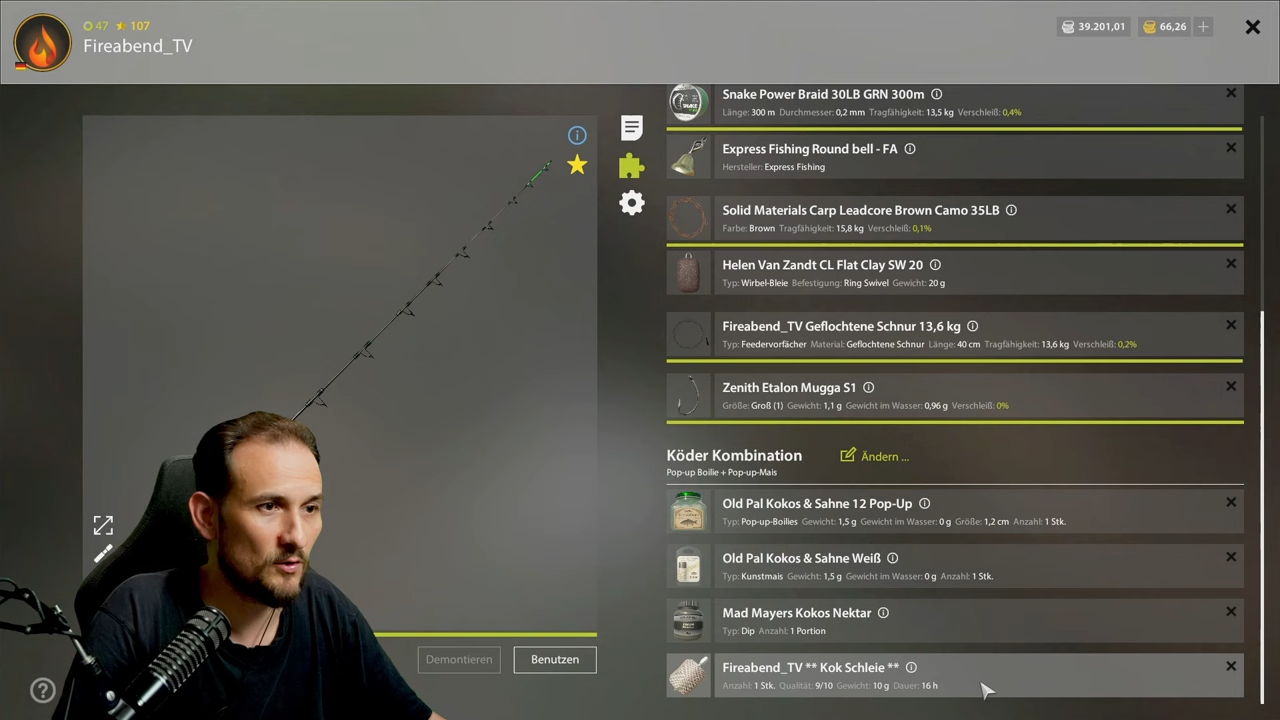 47 107
Fireabend_TV
39.201,01 66,26 +
Snake Power Braid 30LB GRN 300m
Länge: 300 m Durchmesser: 0,2 mm Tragfähigkeit: 13,5 kg Verschleiß: 0,4%
Express Fishing Round bell - FA
Hersteller: Express Fishing
Solid Materials Carp Leadcore Brown Camo 35LB
Farbe: Brown Tragfähigkeit: 15,8 kg Verschleiß: 0,1%
Helen Van Zandt CL Flat Clay SW 20
Typ: Wirbel-Bleie Befestigung: Ring Swivel Gewicht: 20 g
Fireabend_TV Geflochtene Schnur 13,6 kg
Typ: Feedervorfächer Material: Geflochtene Schnur Länge: 40 cm Tragfähigkeit: 13,6 kg Verschleiß: 0,2%
Zenith Etalon Mugga S1
Größe: Groß (1) Gewicht: 1,1 g Gewicht im Wasser: 0,96 g Verschleiß: 0%
Köder Kombination Ändern ...
Pop-up Boilie + Pop-up-Mais
Old Pal Kokos & Sahne 12 Pop-Up
Typ: Pop-up-Boilies Gewicht: 1,5 g Gewicht im Wasser: 0 g Größe: 1,2 cm Anzahl: 1 Stk.
Old Pal Kokos & Sahne Weiß
Typ: Kunstmais Gewicht: 1,5 g Gewicht im Wasser: 0 g Anzahl: 1 Stk.
Mad Mayers Kokos Nektar
Typ: Dip Anzahl: 1 Portion
Fireabend_TV ** Kok Schleie **
Anzahl: 1 Stk. Qualität: 9/10 Gewicht: 10 g Dauer: 16 h
Demontieren Benutzen